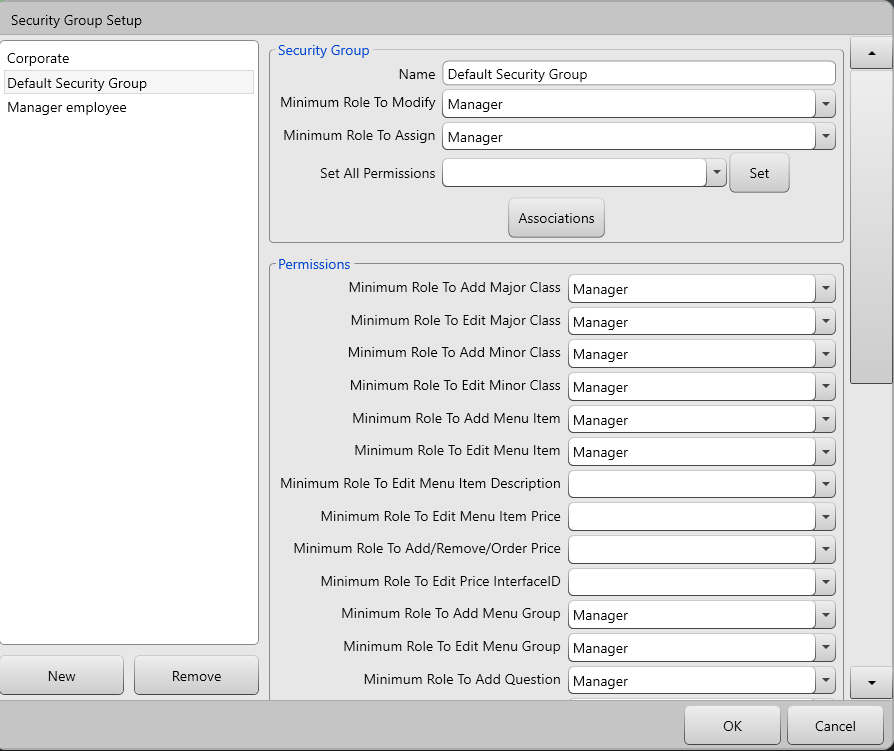 Security Group Setup
Corporate
Default Security Group
Manager employee
New
Remove
Security Group
Name Default Security Group
Minimum Role To Modify Manager
Minimum Role To Assign Manager
Set All Permissions Set
Associations
Permissions
Minimum Role To Add Major Class Manager
Minimum Role To Edit Major Class Manager
Minimum Role To Add Minor Class Manager
Minimum Role To Edit Minor Class Manager
Minimum Role To Add Menu Item Manager
Minimum Role To Edit Menu Item Manager
Minimum Role To Edit Menu Item Description
Minimum Role To Edit Menu Item Price
Minimum Role To Add/Remove/Order Price
Minimum Role To Edit Price InterfaceID
Minimum Role To Add Menu Group Manager
Minimum Role To Edit Menu Group Manager
Minimum Role To Add Question Manager
OK
Cancel